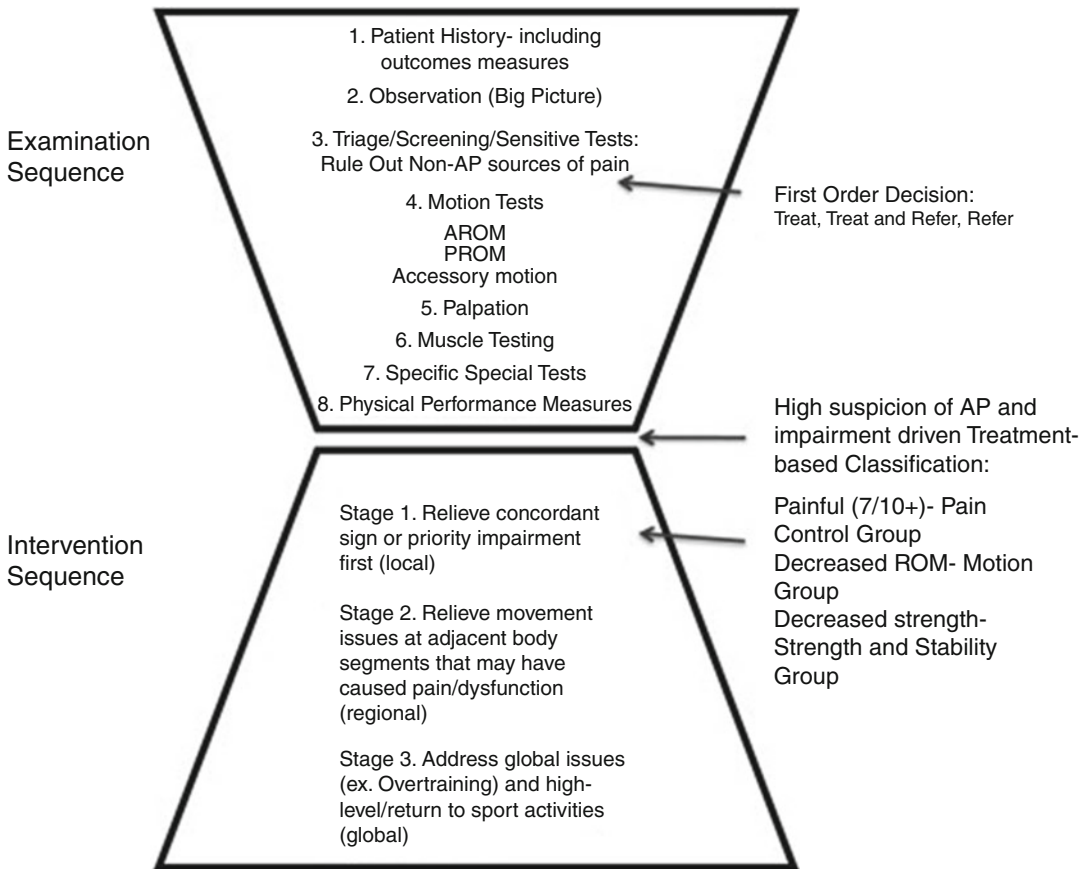 1. Patient History- including
outcomes measures
2. Observation (Big Picture)
Examination
Sequence
3. Triage/Screening/Sensitive Tests:
Rule Out Non-AP sources of pain
First Order Decision:
Treat, Treat and Refer, Refer
4. Motion Tests
AROM
PROM
Accessory motion
5. Palpation
6. Muscle Testing
7. Specific Special Tests
8. Physical Performance Measures
High suspicion of AP and
impairment driven Treatment-
based Classification:
Painful (7/10+)- Pain
Control Group
Decreased ROM- Motion
Group
Decreased strength-
Strength and Stability
Group
Intervention
Sequence
Stage 1. Relieve concordant
sign or priority impairment
first (local)
Stage 2. Relieve movement
issues at adjacent body
segments that may have
caused pain/dysfunction
(regional)
Stage 3. Address global issues
(ex. Overtraining) and high-
level/return to sport activities
(global)